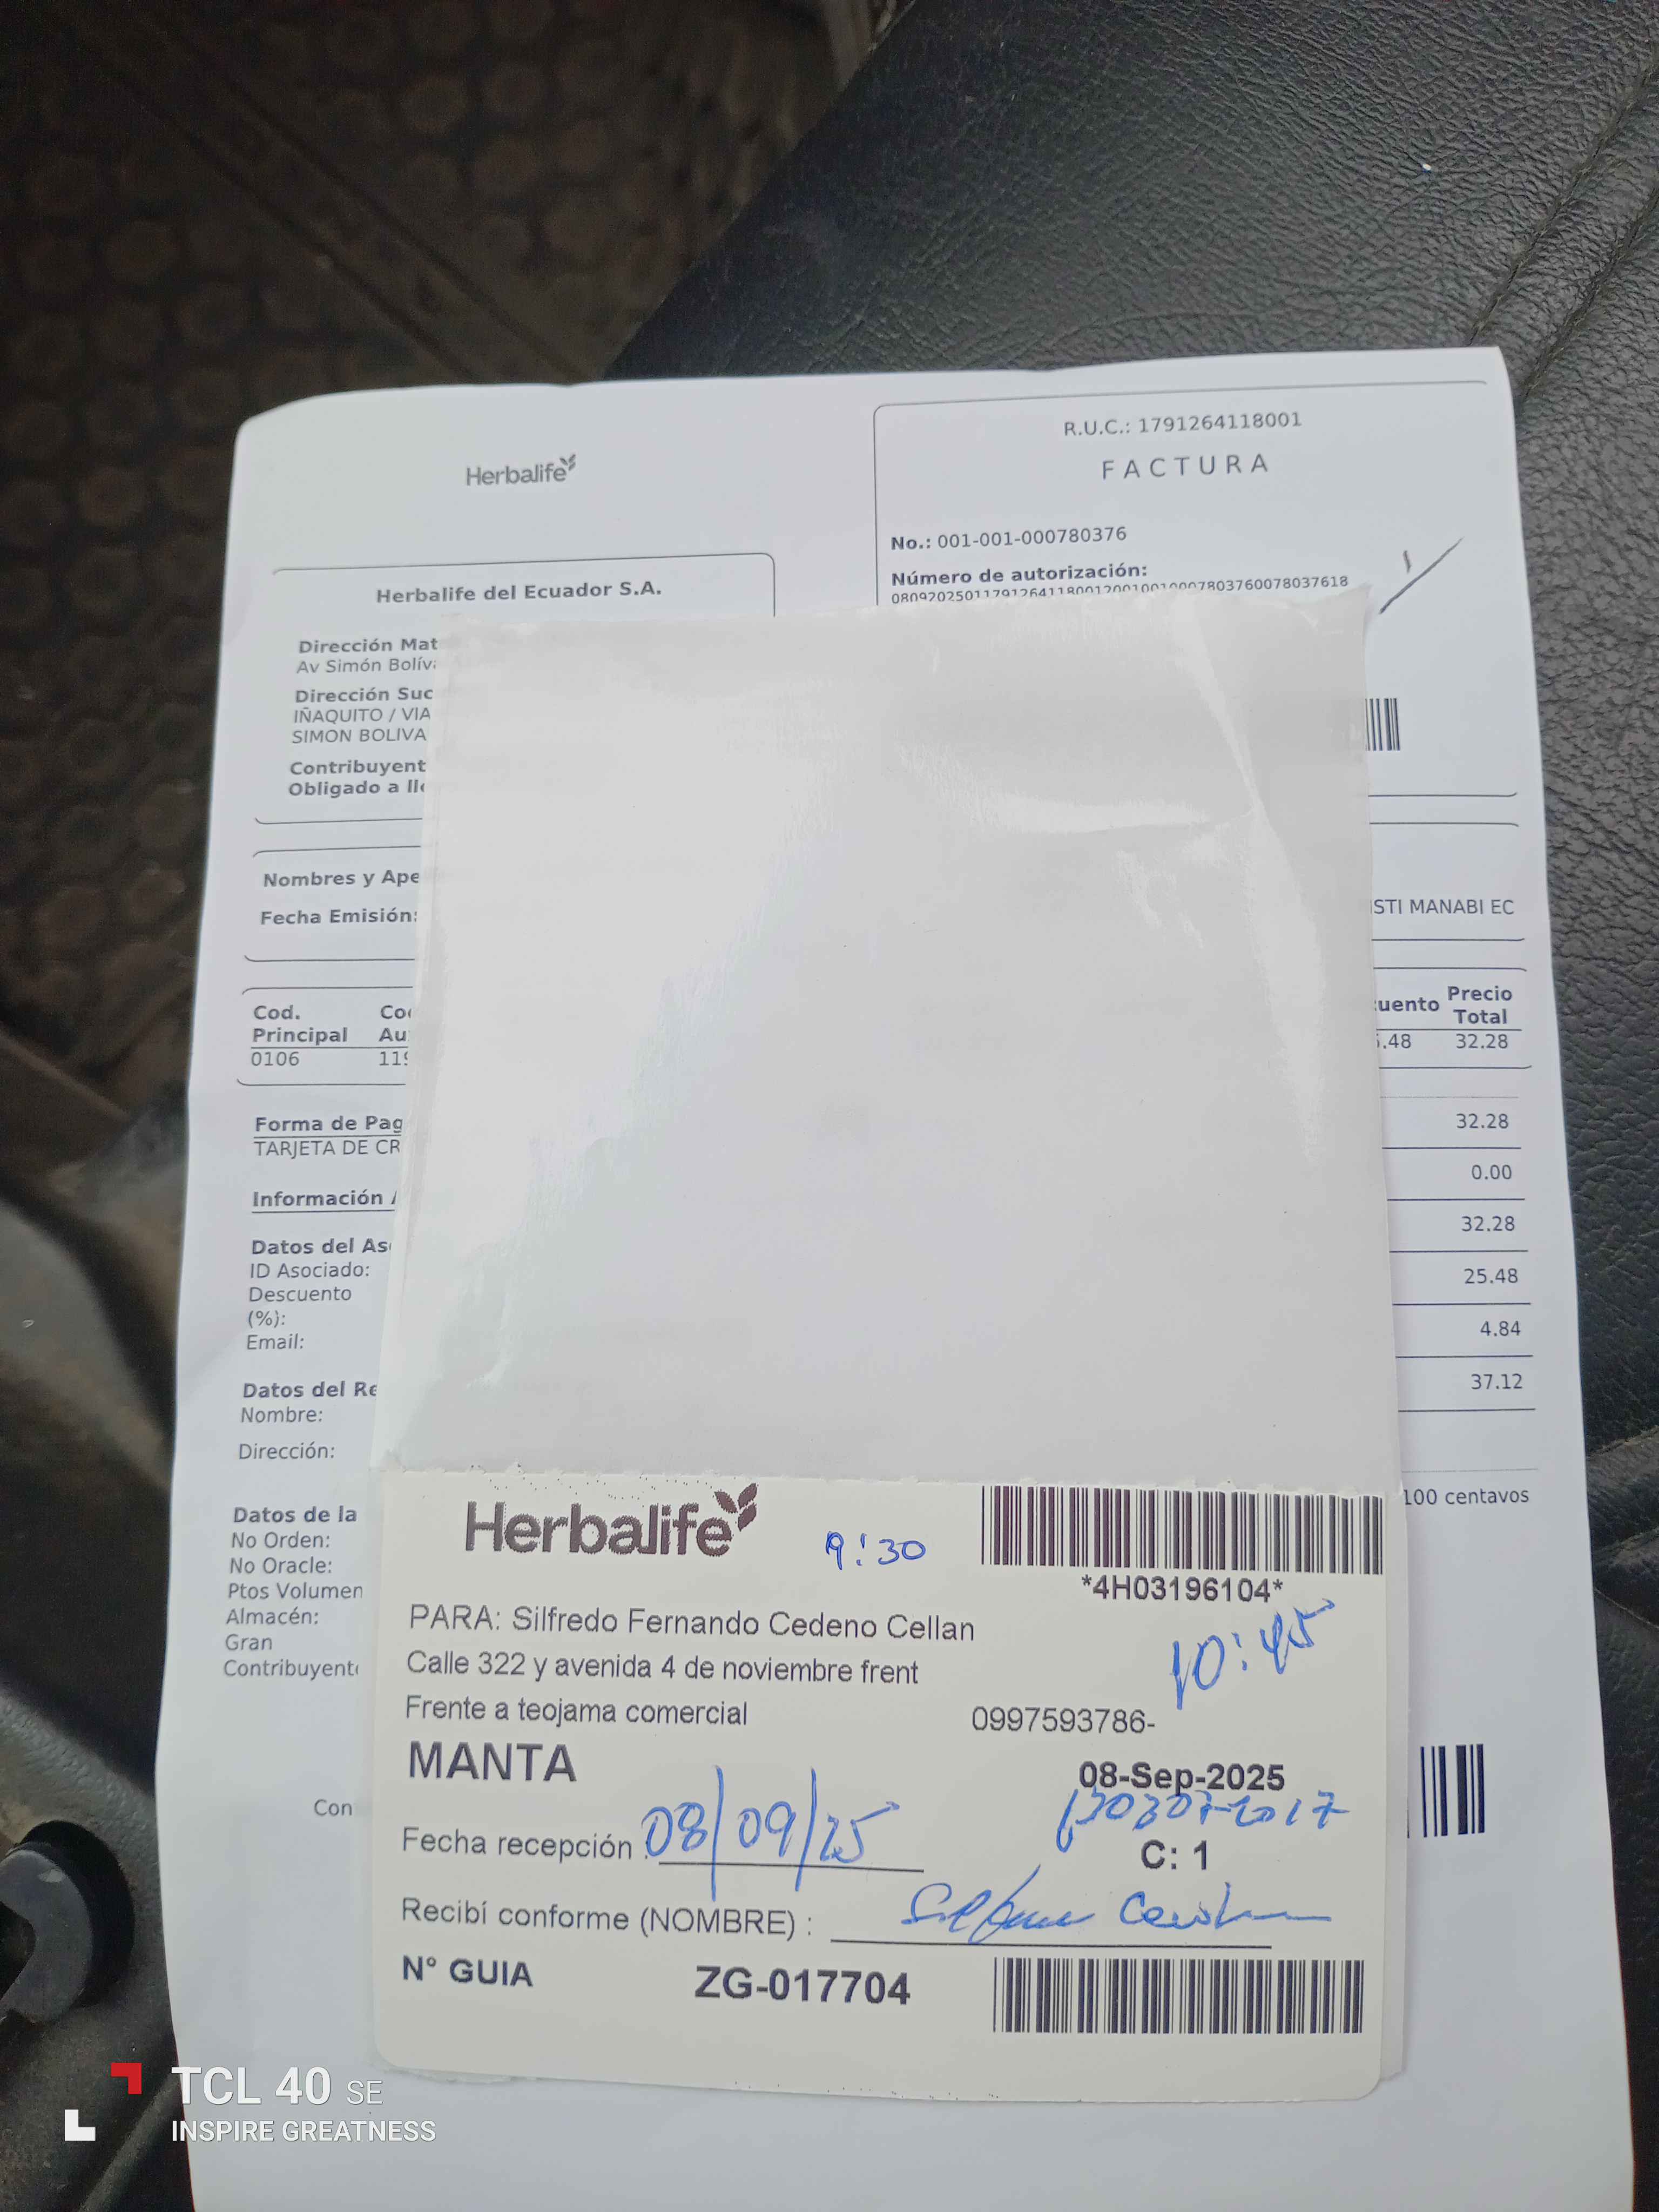 Herbalife
R.U.C.: 1791264118001
FACTURA
No.: 001-001-000780376
Número de autorización:
Herbalife del Ecuador S.A.
Dirección Mat
Av Simón Bolív
Dirección Suc
IÑAQUITO / VIA
SIMON BOLIVA
Contribuyent
Obligado a ll
Nombres y Ape
Fecha Emisión:
STI MANABI EC
Cod. Principal
uento
Precio Total
0106
.48 32.28
Forma de Pag
TARJETA DE CR
32.28
0.00
Información
32.28
Datos del As
ID Asociado:
25.48
Descuento
(%):
4.84
Email:
37.12
Datos del Re
Nombre:
Dirección:
100 centavos
Datos de la
No Orden:
No Oracle:
Ptos Volumen
Almacén:
Gran
Contribuyent
Con
Herbalife
9:30
*4H03196104*
PARA: Silfredo Fernando Cedeno Cellan
10:45
Calle 322 y avenida 4 de noviembre frent
Frente a teojama comercial
0997593786-
MANTA
08-Sep-2025
Fecha recepción : 08/09/25
C: 1
Recibí conforme (NOMBRE) :
N° GUIA ZG-017704
TCL 40 SE
INSPIRE GREATNESS